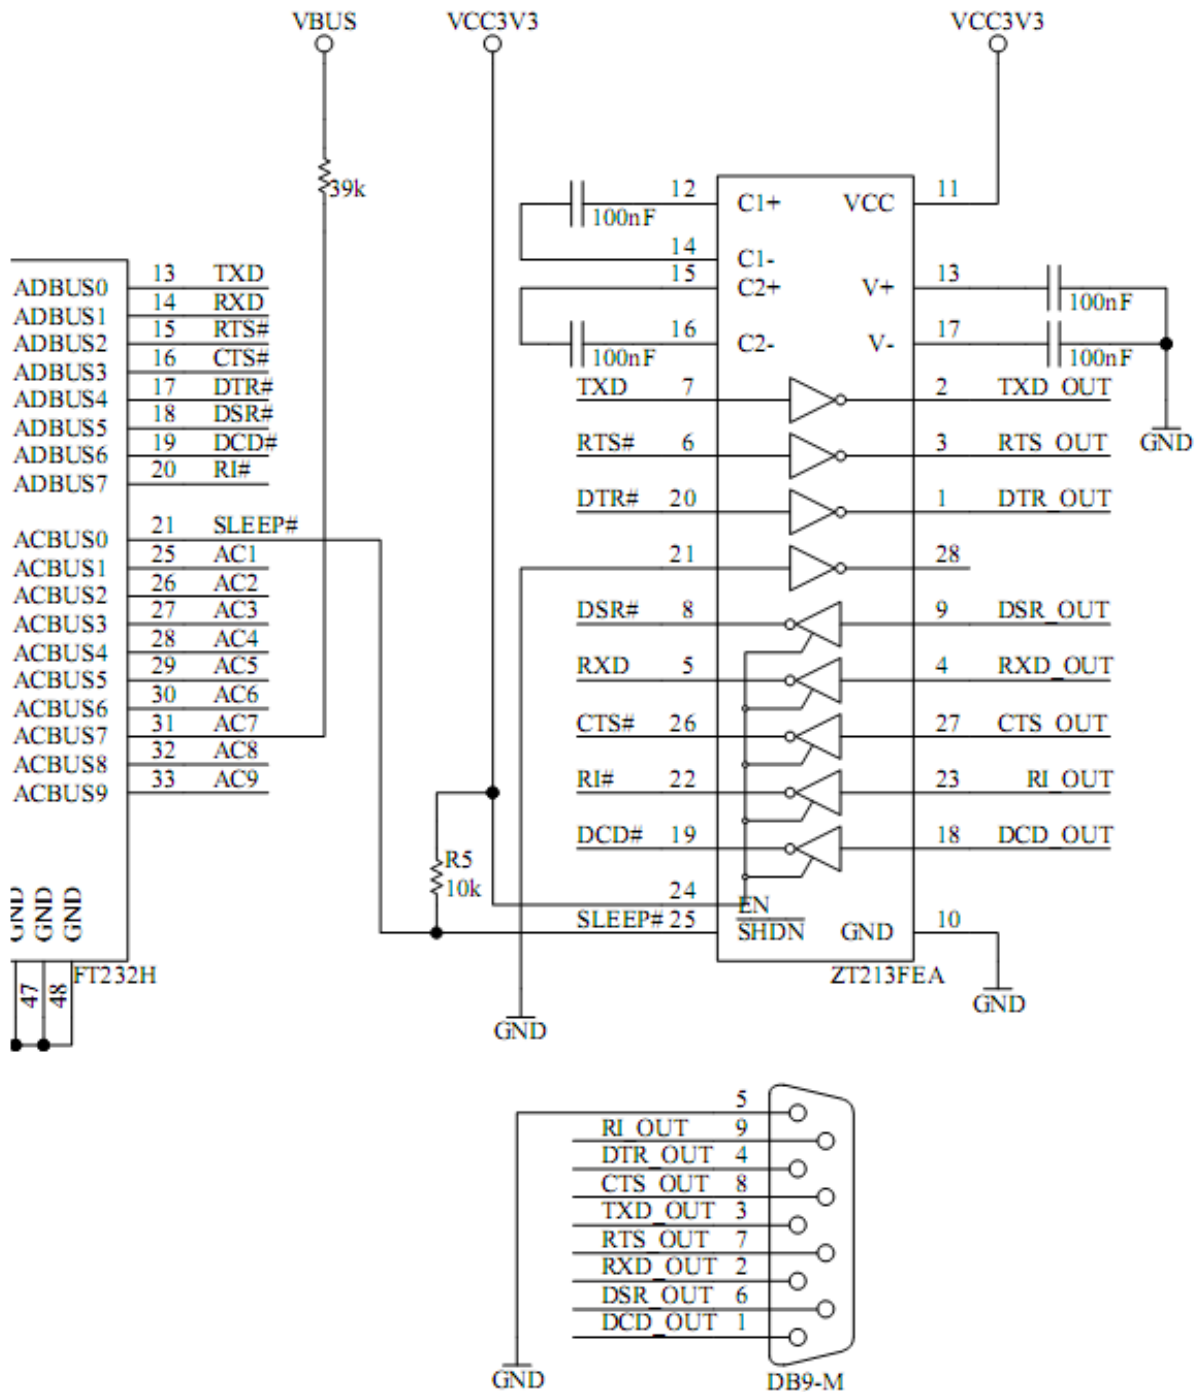 VBUS
VCC3V3
VCC3V3
39k
ADBUS0 13 TXD
ADBUS1 14 RXD
ADBUS2 15 RTS#
ADBUS3 16 CTS#
ADBUS4 17 DTR#
ADBUS5 18 DSR#
ADBUS6 19 DCD#
ADBUS7 20 RI#
ACBUS0 21 SLEEP#
ACBUS1 25 AC1
ACBUS2 26 AC2
ACBUS3 27 AC3
ACBUS4 28 AC4
ACBUS5 29 AC5
ACBUS6 30 AC6
ACBUS7 31 AC7
ACBUS8 32 AC8
ACBUS9 33 AC9
GND
GND
GND
47
48
FT232H
R5
10k
100nF 12 C1+ VCC 11
14 C1-
15 C2+ V+ 13 100nF
100nF 16 C2- V- 17 100nF
GND
TXD 7 2 TXD_OUT
RTS# 6 3 RTS_OUT
DTR# 20 1 DTR_OUT
21 28
DSR# 8 9 DSR_OUT
RXD 5 4 RXD_OUT
CTS# 26 27 CTS_OUT
RI# 22 23 RI_OUT
DCD# 19 18 DCD_OUT
24 EN
SLEEP# 25 SHDN GND 10
ZT213FEA
GND
GND
5
RI_OUT 9
DTR_OUT 4
CTS_OUT 8
TXD_OUT 3
RTS_OUT 7
RXD_OUT 2
DSR_OUT 6
DCD_OUT 1
GND
DB9-M